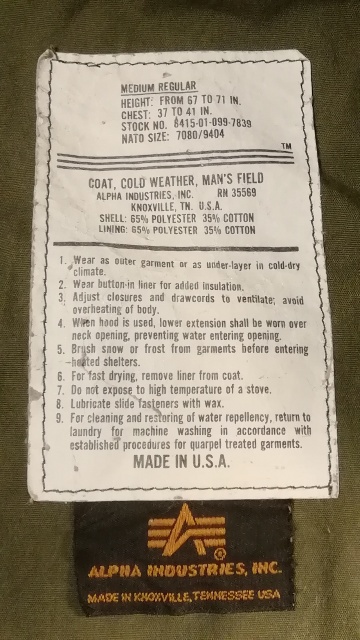 MEDIUM REGULAR
HEIGHT: FROM 67 TO 71 IN.
CHEST: 37 TO 41 IN.
STOCK NO. 8415-01-099-7839
NATO SIZE: 7080/9404
TM
COAT, COLD WEATHER, MAN'S FIELD
ALPHA INDUSTRIES, INC. RN 35569
KNOXVILLE, TN. U.S.A.
SHELL: 65% POLYESTER 35% COTTON
LINING: 65% POLYESTER 35% COTTON
1. Wear as outer garment or as under-layer in cold-dry
climate.
2. Wear button-in liner for added insulation.
3. Adjust closures and drawcords to ventilate; avoid
overheating of body.
4. When hood is used, lower extension shall be worn over
neck opening, preventing water entering opening.
5. Brush snow or frost from garments before entering
heated shelters.
6. For fast drying, remove liner from coat.
7. Do not expose to high temperature of a stove.
8. Lubricate slide fasteners with wax.
9. For cleaning and restoring of water repellency, return to
laundry for machine washing in accordance with
established procedures for quarpel treated garments.
MADE IN U.S.A.
®
ALPHA INDUSTRIES, INC.
MADE IN KNOXVILLE, TENNESSEE USA